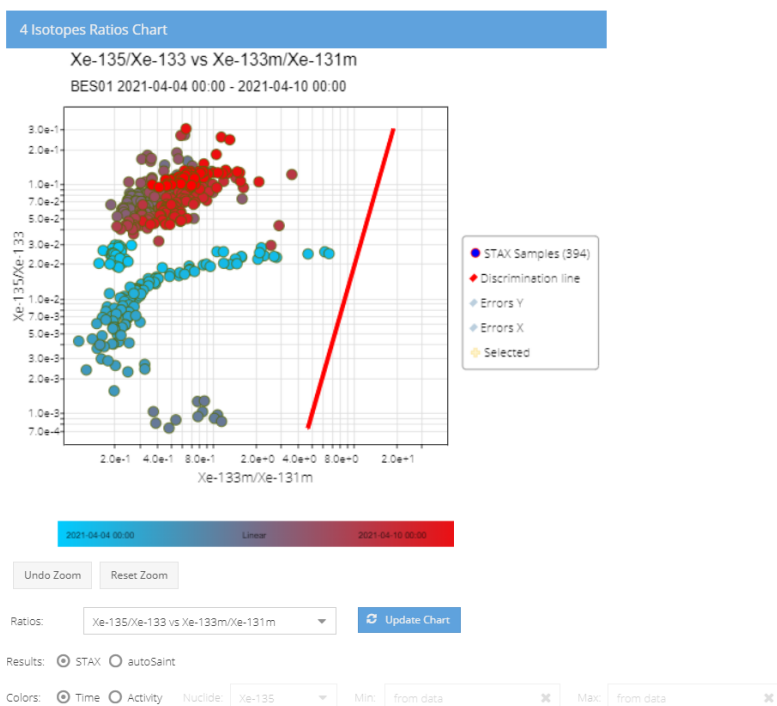 4 Isotopes Ratios Chart
Xe-135/Xe-133 vs Xe-133m/Xe-131m
BES01 2021-04-04 00:00 - 2021-04-10 00:00
3.0e-1
2.0e-1
1.0e-1
7.0e-2
5.0e-2
3.0e-2
2.0e-2
1.0e-2
7.0e-3
5.0e-3
3.0e-3
2.0e-3
1.0e-3
7.0e-4
Xe-135/Xe-133
2.0e-1 4.0e-1 8.0e-1 2.0e+0 4.0e+0 8.0e+0 2.0e+1
Xe-133m/Xe-131m
STAX Samples (394)
Discrimination line
Errors Y
Errors X
Selected
2021-04-04 00:00 Linear 2021-04-10 00:00
Undo Zoom Reset Zoom
Ratios: Xe-135/Xe-133 vs Xe-133m/Xe-131m Update Chart
Results: STAX autoSaint
Colors: Time Activity Nuclide: Xe-135 Min: from data Max: from data